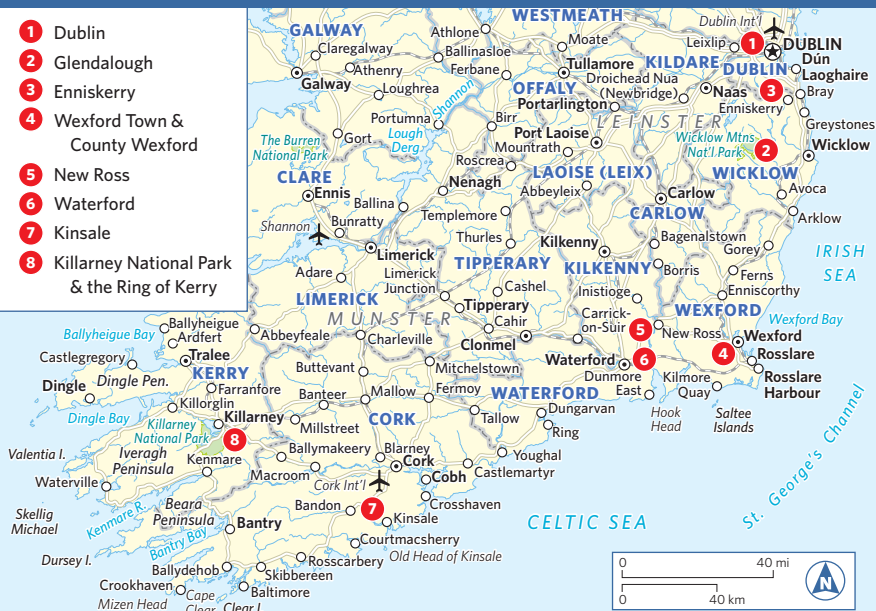 1 Dublin
2 Glendalough
3 Enniskerry
4 Wexford Town &
County Wexford
5 New Ross
6 Waterford
7 Kinsale
8 Killarney National Park
& the Ring of Kerry
WESTMEATH
GALWAY
Athlone
Moate
Dublin Int'l
Leixlip
1
DUBLIN
Claregalway
Ballinasloe
Athenry
Ferbane
Tullamore
KILDARE
DUBLIN
Dún
Laoghaire
Galway
Loughrea
Shannon
OFFALY
Droichead Nua
(Newbridge)
Naas
3
Bray
Portarlington
Enniskerry
Portumna
Birr
LEINSTER
Greystones
The Burren
National Park
Gort
Lough
Derg
Port Laoise
Mountrath
Wicklow Mtns
Nat'l Park
2
Wicklow
Roscrea
CLARE
LAOISE (LEIX)
WICKLOW
Ennis
Nenagh
Abbeyleix
Carlow
Avoca
Ballina
Templemore
CARLOW
Arklow
Shannon
Bunratty
Thurles
Kilkenny
Bagenalstown
Gorey
IRISH
SEA
Limerick
TIPPERARY
KILKENNY
Borris
Adare
Limerick
Junction
Cashel
Ferns
Inistioge
Enniscorthy
LIMERICK
Tipperary
Carrick-
on-Suir
WEXFORD
Wexford Bay
MUNSTER
Cahir
5
New Ross
Ballyheigue Bay
Ballyheigue
Ardfert
Abbeyfeale
Charleville
Clonmel
Wexford
Castlegregory
Tralee
Waterford
6
4
Rosslare
KERRY
Buttevant
Mitchelstown
Dunmore
East
Kilmore
Quay
Rosslare
Harbour
Dingle
Dingle Pen.
Farranfore
Banteer
Mallow
Fermoy
WATERFORD
Killorglin
Dungarvan
Hook
Head
Saltee
Islands
Dingle Bay
Killarney
Millstreet
CORK
Tallow
Ring
Killarney
National Park
8
Valentia I.
Iveragh
Peninsula
Kenmare
Ballymakeery
Blarney
Youghal
Cork
Castlemartyr
Waterville
Macroom
Cork Int'l
Cobh
St. George's Channel
Beara
Peninsula
Bandon
7
Crosshaven
Skellig
Michael
Kenmare R.
Bantry
Kinsale
CELTIC SEA
Bantry Bay
Courtmacsherry
Dursey I.
Rosscarbery
Old Head of Kinsale
Ballydehob
Skibbereen
Crookhaven
Baltimore
Mizen Head
Cape
Clear
Clear I.
0 40 mi
0 40 km
N